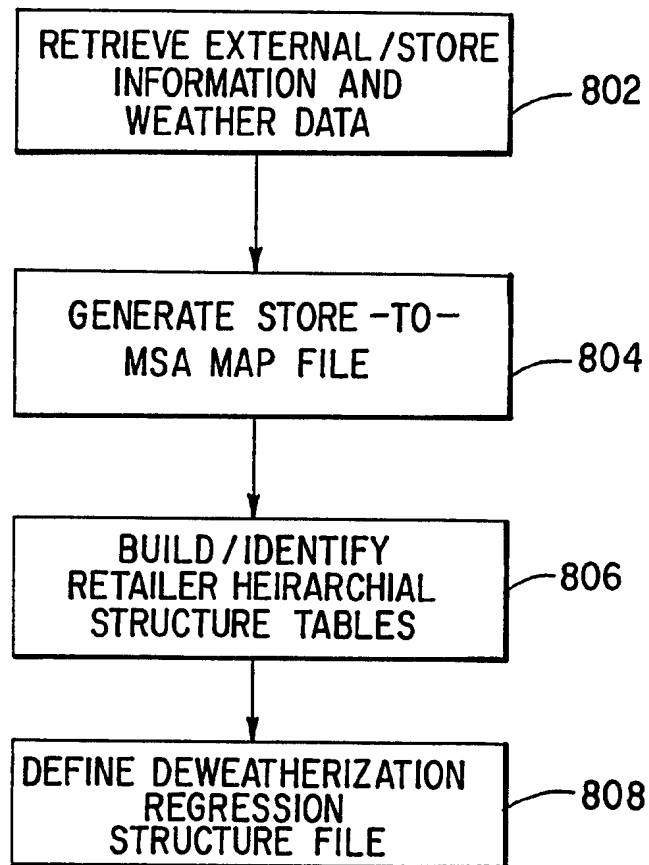 RETRIEVE EXTERNAL/STORE
INFORMATION AND
WEATHER DATA
802
GENERATE STORE-TO-
MSA MAP FILE
804
BUILD/IDENTIFY
RETAILER HEIRARCHIAL
STRUCTURE TABLES
806
DEFINE DEWEATHERIZATION
REGRESSION
STRUCTURE FILE
808